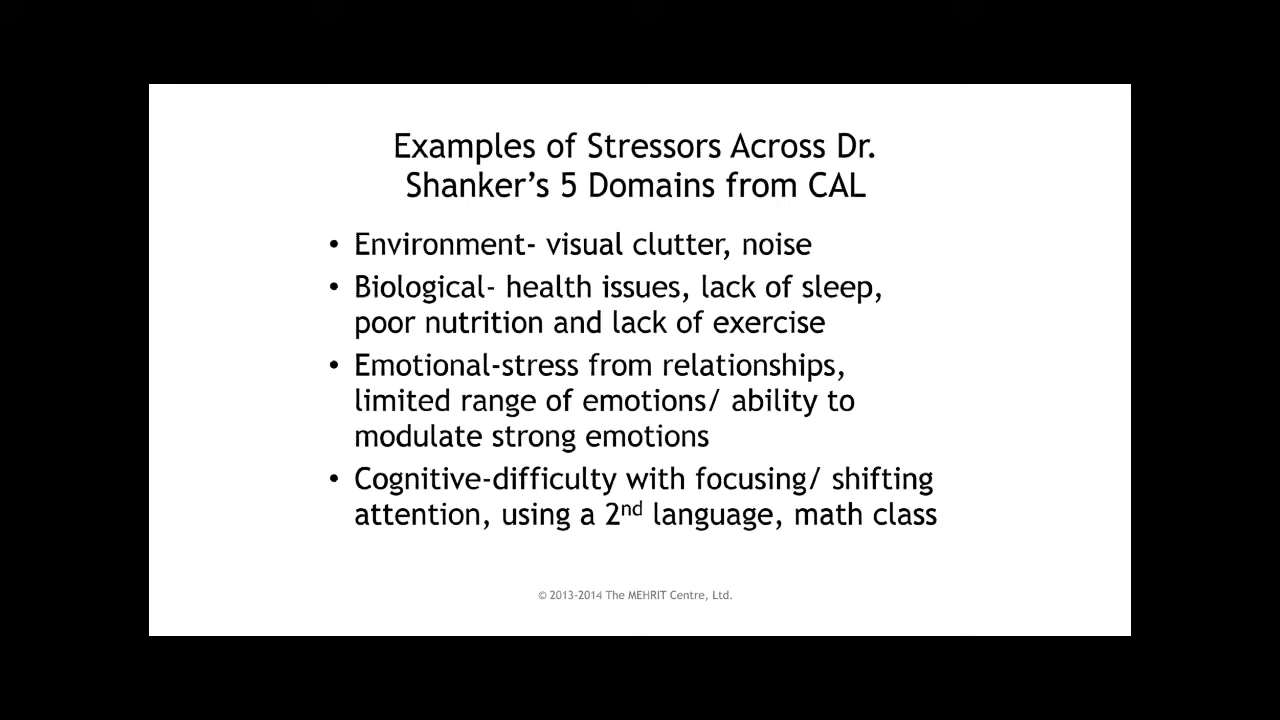 Examples of Stressors Across Dr.
Shanker's 5 Domains from CAL
• Environment- visual clutter, noise
• Biological- health issues, lack of sleep,
poor nutrition and lack of exercise
• Emotional-stress from relationships,
limited range of emotions/ ability to
modulate strong emotions
• Cognitive-difficulty with focusing/ shifting
attention, using a 2nd language, math class
© 2013-2014 The MEHRIT Centre, Ltd.